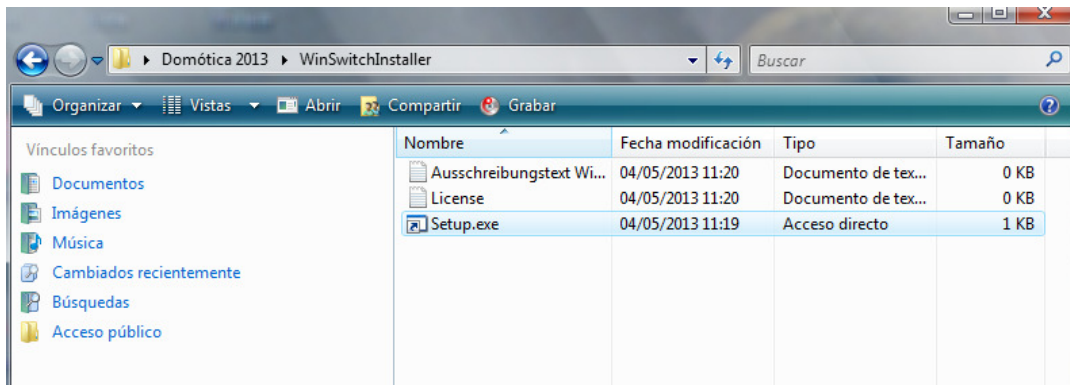 Domótica 2013 WinSwitchInstaller Buscar
Organizar Vistas Abrir Compartir Grabar
Vínculos favoritos
Documentos
Imágenes
Música
Cambiados recientemente
Búsquedas
Acceso público
Nombre Fecha modificación Tipo Tamaño
Ausschreibungstext Wi... 04/05/2013 11:20 Documento de tex... 0 KB
License 04/05/2013 11:20 Documento de tex... 0 KB
Setup.exe 04/05/2013 11:19 Acceso directo 1 KB